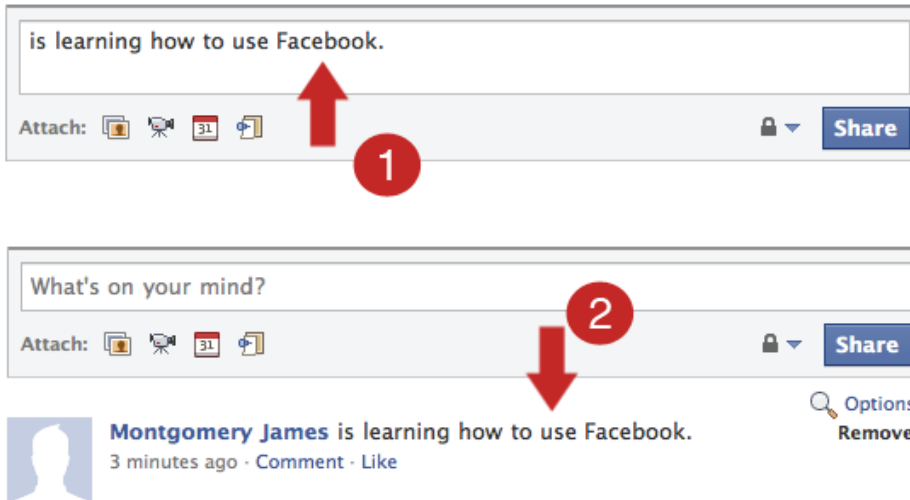 is learning how to use Facebook.
Attach: 31 Share
1
What's on your mind?
2
Attach: 31 Share
Options
Montgomery James is learning how to use Facebook. Remove
3 minutes ago · Comment · Like